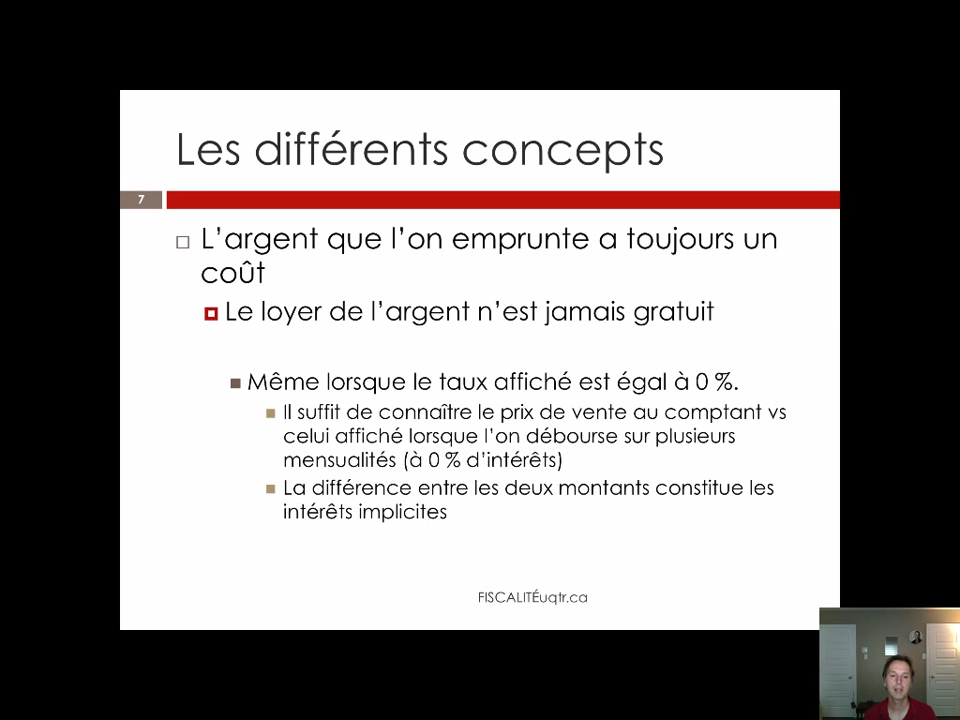 Les différents concepts
7
L’argent que l’on emprunte a toujours un
coût
Le loyer de l’argent n’est jamais gratuit
Même lorsque le taux affiché est égal à 0 %.
Il suffit de connaître le prix de vente au comptant vs
celui affiché lorsque l’on débourse sur plusieurs
mensualités (à 0 % d’intérêts)
La différence entre les deux montants constitue les
intérêts implicites
FISCALITÉuqtr.ca